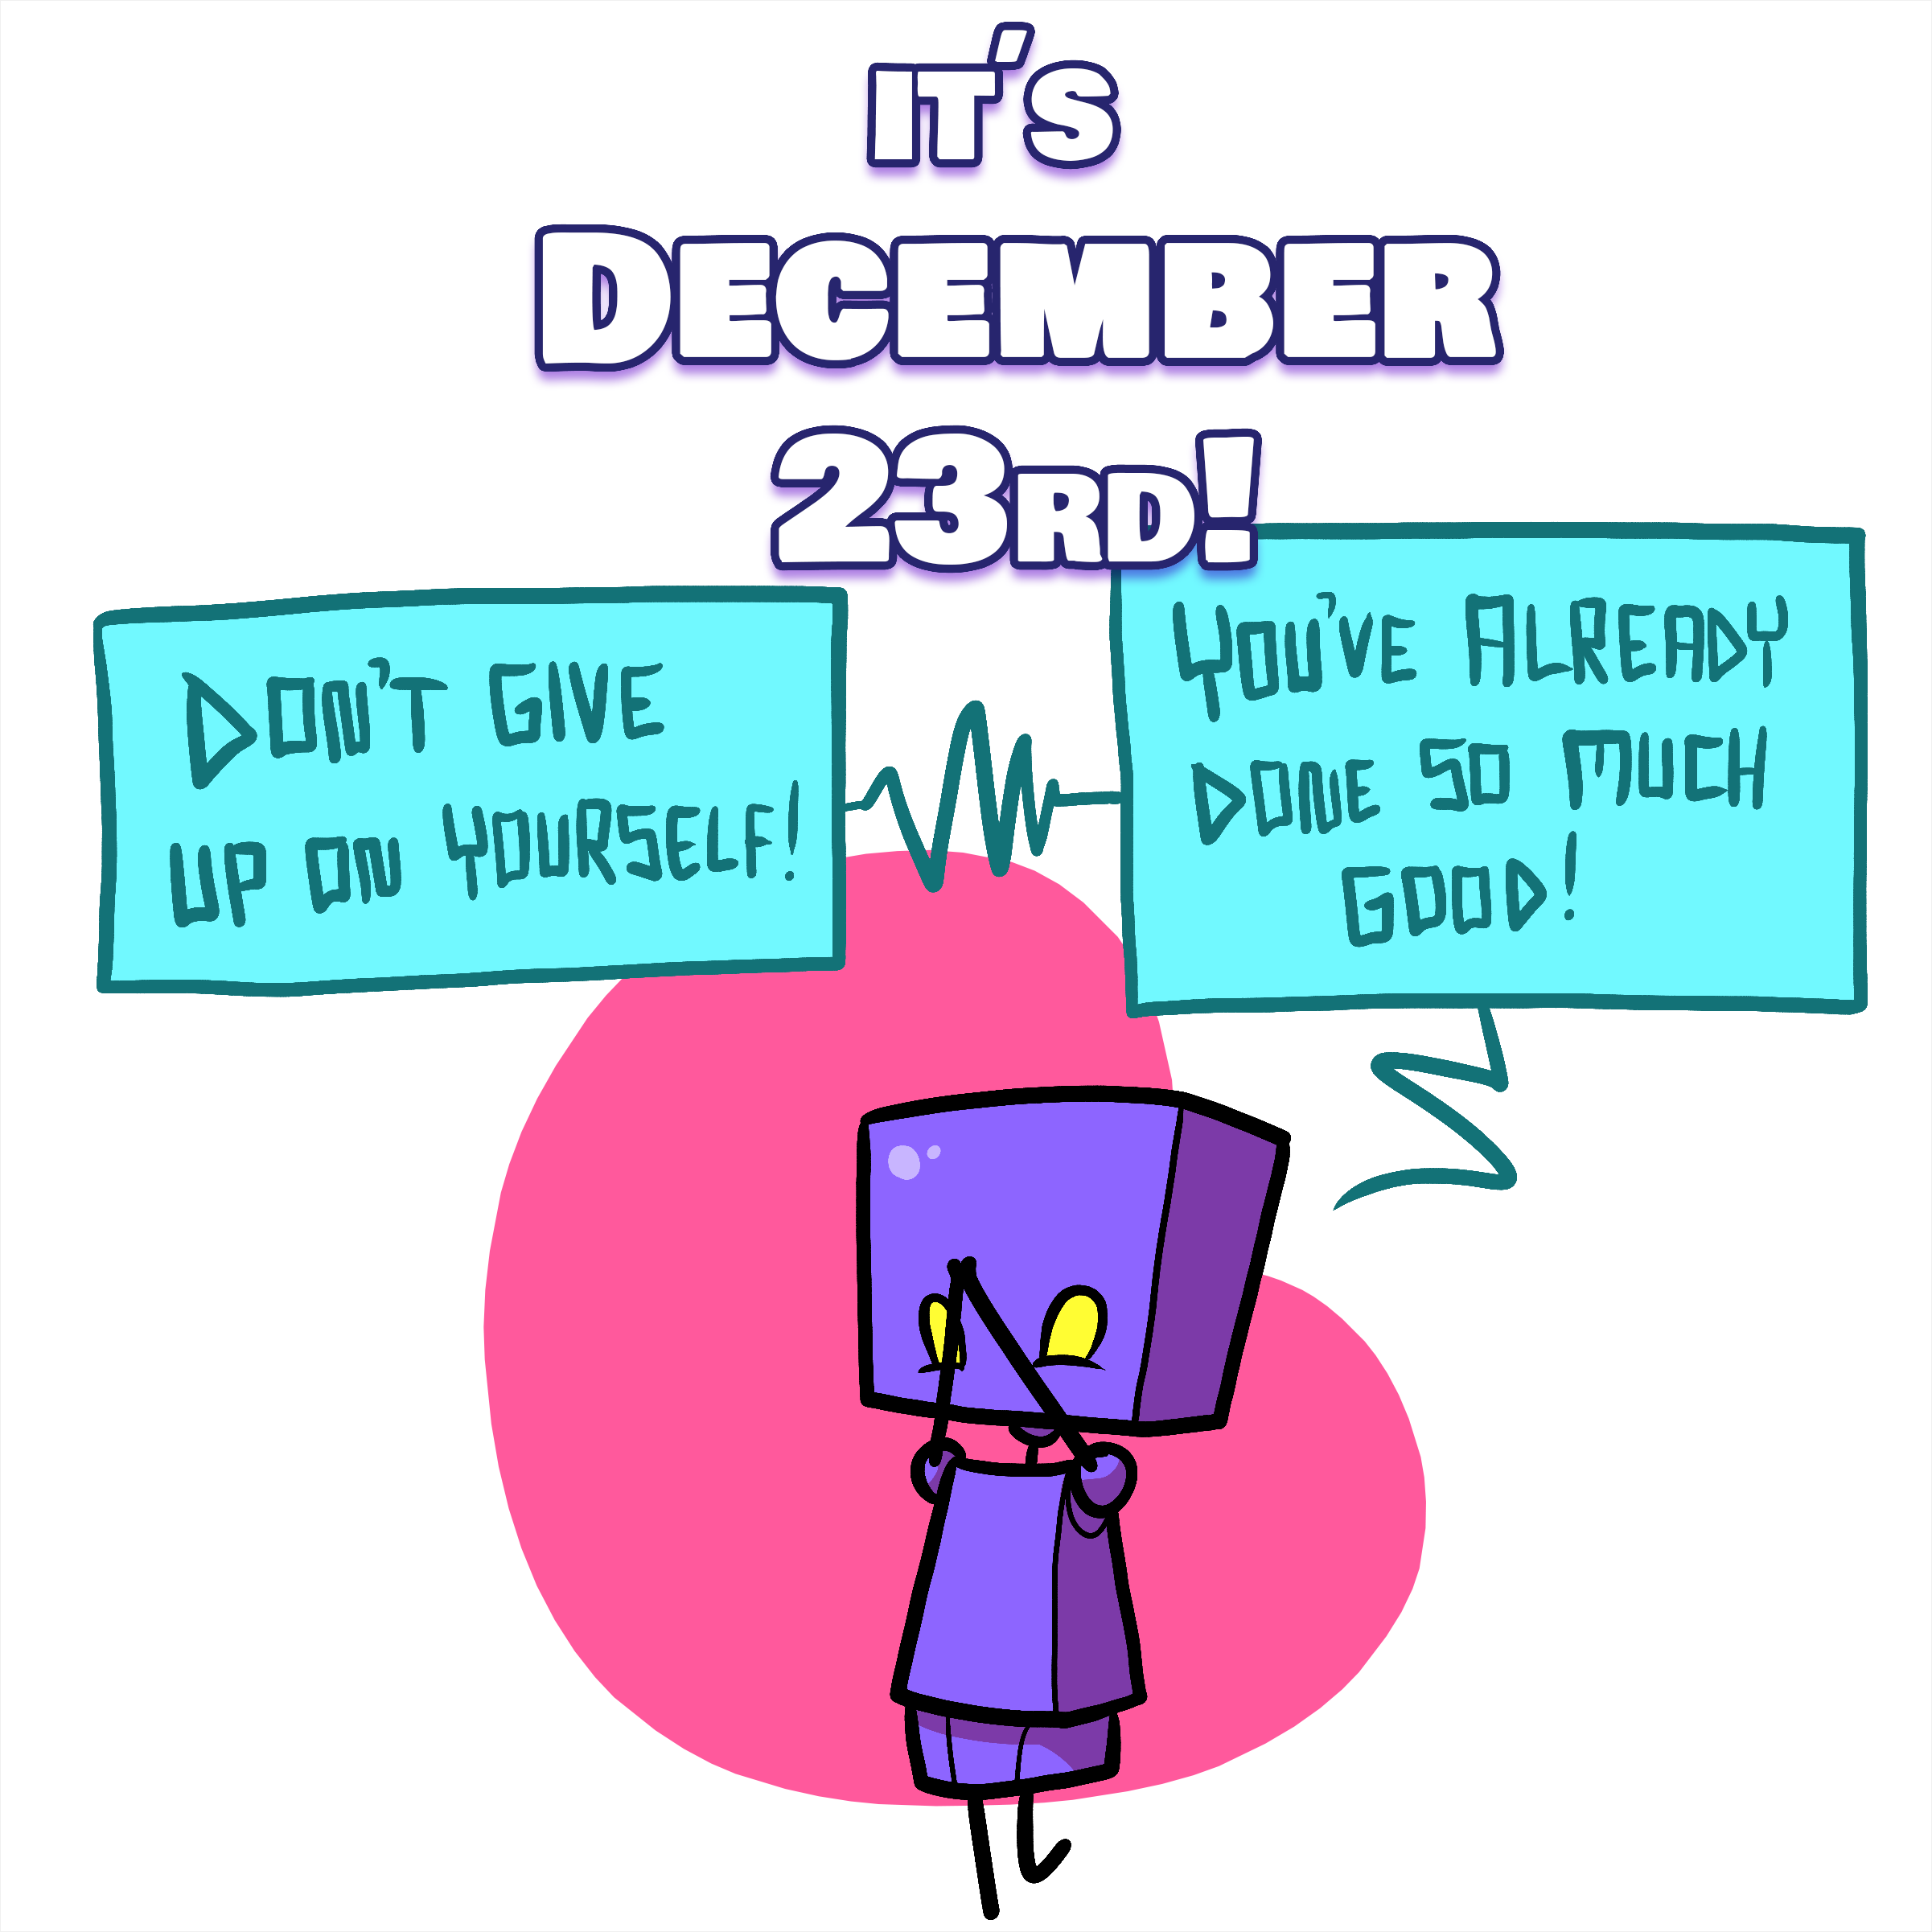 IT'S
DECEMBER
23RD!
DON'T GIVE
UP ON YOURSELF!
YOU'VE ALREADY
DONE SO MUCH
GOOD!